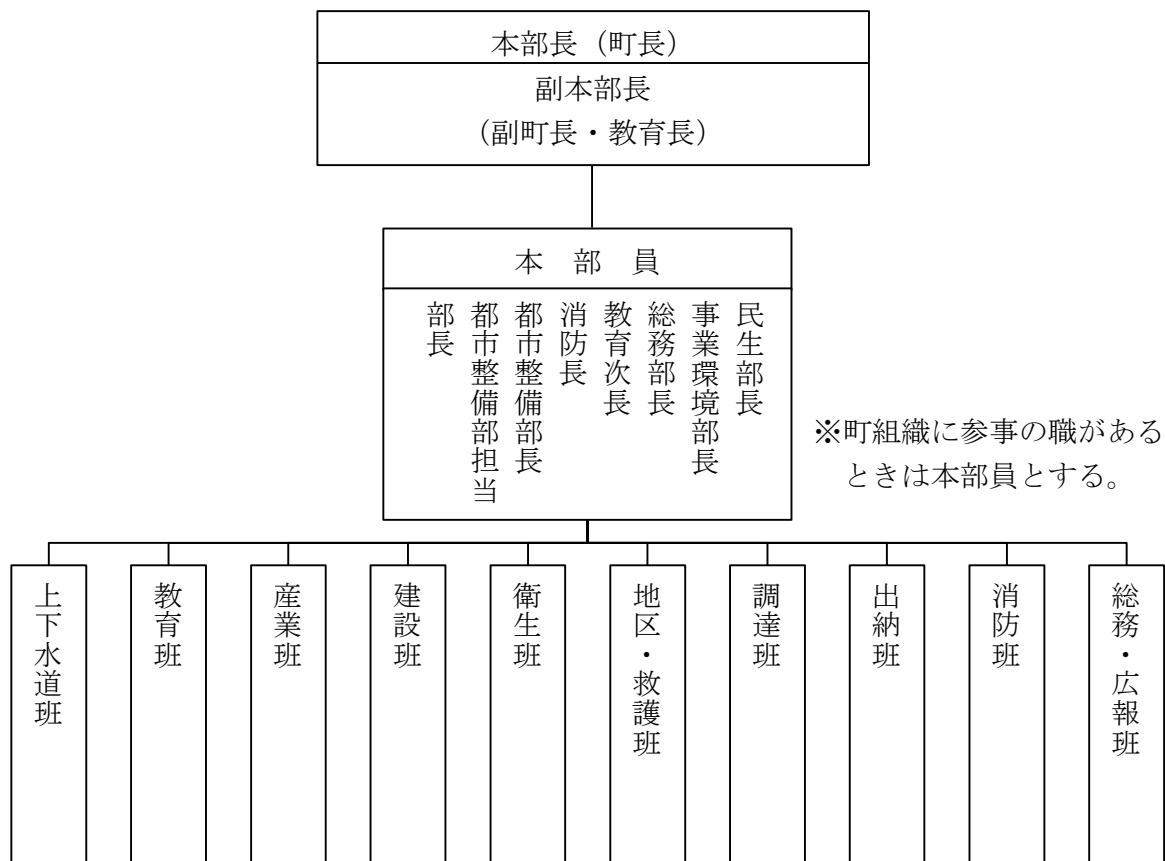 本部長（町長）
副本部長
（副町長・教育長）
本　部　員
民生部長
事業環境部長
総務部長
教育次長
消防長
都市整備部長
都市整備部担当
部長
※町組織に参事の職がある
ときは本部員とする。
総務・広報班
消防班
出納班
調達班
地区・救護班
衛生班
建設班
産業班
教育班
上下水道班